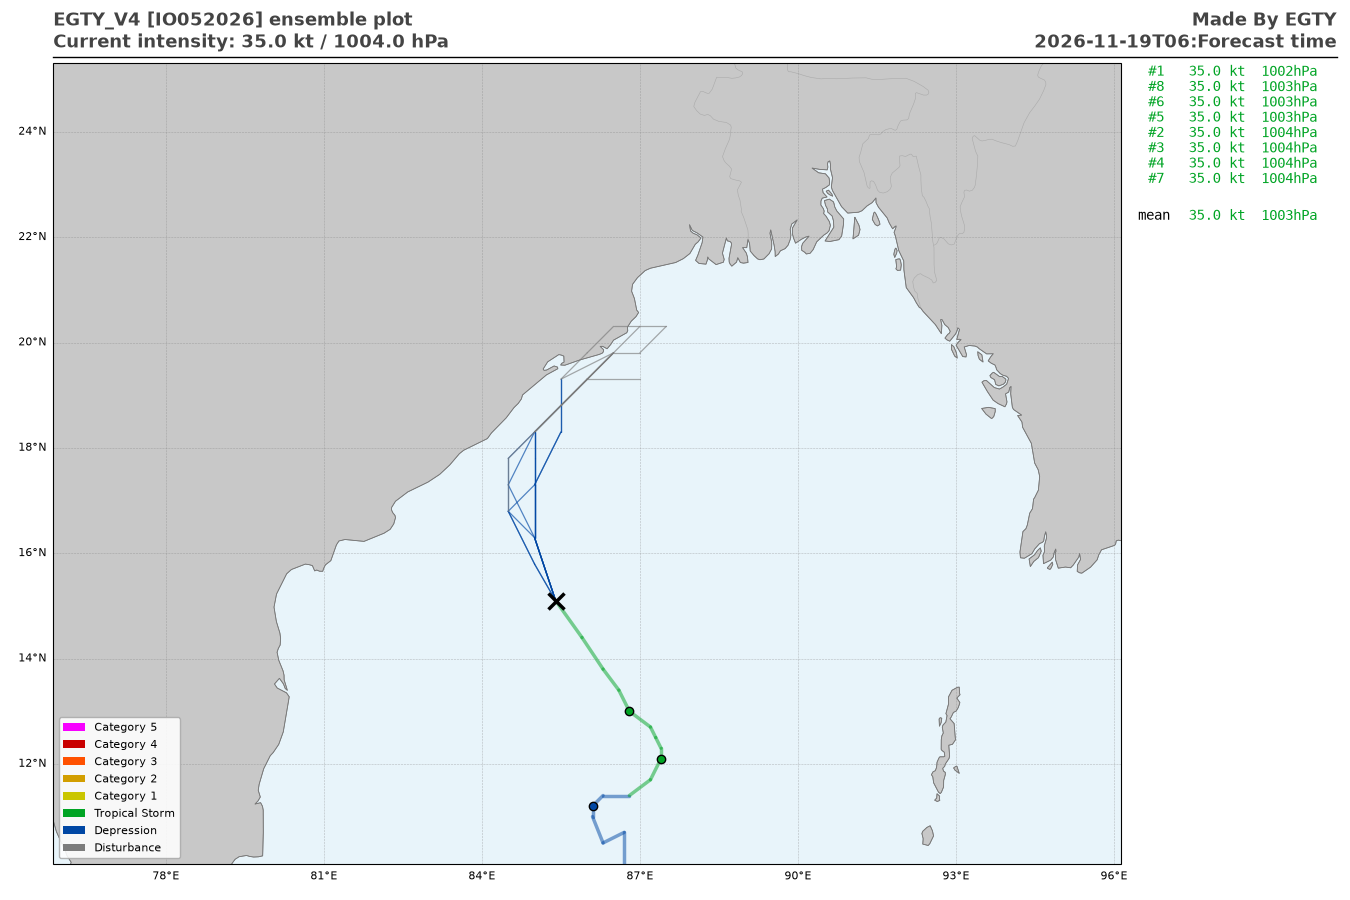 EGTY_V4 [IO052026] ensemble plot
Current intensity: 35.0 kt / 1004.0 hPa
Made By EGTY
2026-11-19T06:Forecast time
#1 35.0 kt 1002hPa
#8 35.0 kt 1003hPa
#6 35.0 kt 1003hPa
#5 35.0 kt 1003hPa
#2 35.0 kt 1004hPa
#3 35.0 kt 1004hPa
#4 35.0 kt 1004hPa
#7 35.0 kt 1004hPa
mean 35.0 kt 1003hPa
24°N
22°N
20°N
18°N
16°N
14°N
12°N
Category 5
Category 4
Category 3
Category 2
Category 1
Tropical Storm
Depression
Disturbance
78°E 81°E 84°E 87°E 90°E 93°E 96°E